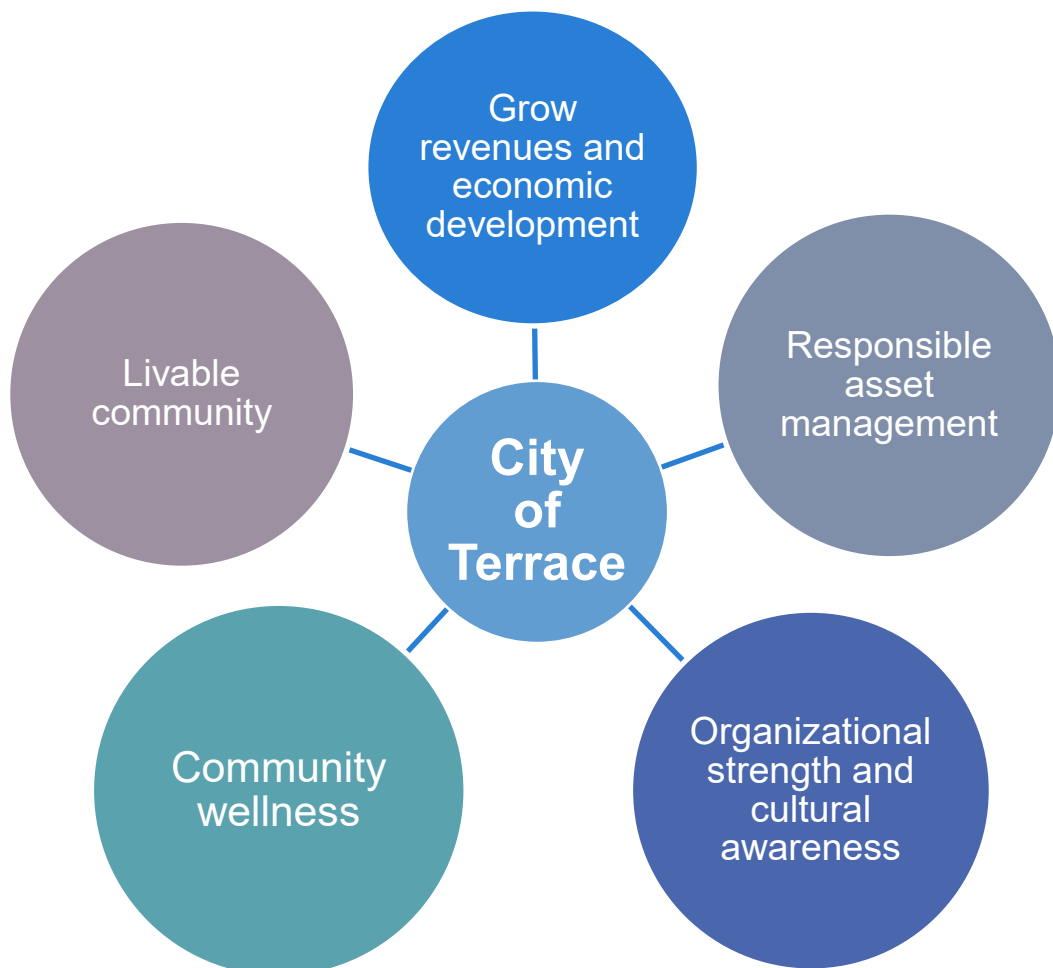 Grow
revenues and
economic
development
Responsible
asset
management
Livable
community
City
of
Terrace
Organizational
strength and
cultural
awareness
Community
wellness